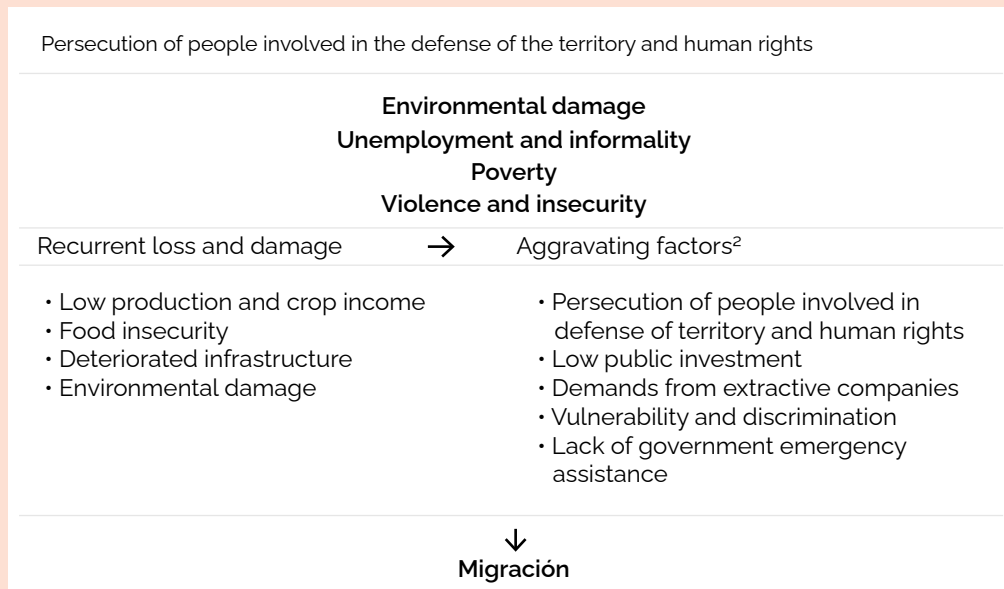 Persecution of people involved in the defense of the territory and human rights
Environmental damage
Unemployment and informality
Poverty
Violence and insecurity
Recurrent loss and damage → Aggravating factors²
• Low production and crop income
• Food insecurity
• Deteriorated infrastructure
• Environmental damage
• Persecution of people involved in
defense of territory and human rights
• Low public investment
• Demands from extractive companies
• Vulnerability and discrimination
• Lack of government emergency
assistance
↓
Migración